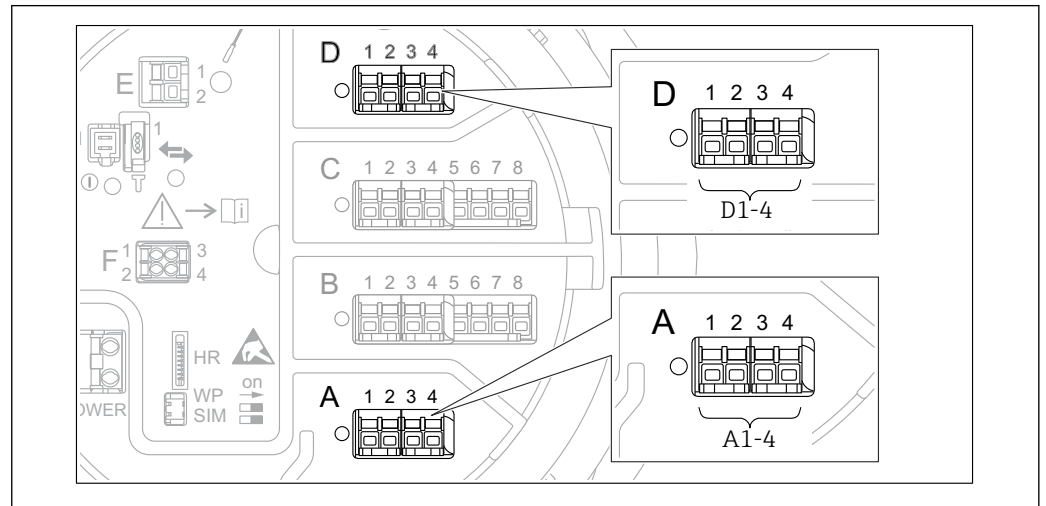 D 1 2 3 4
E 1
2
1
D 1 2 3 4
D1-4
C 1 2 3 4 5 6 7 8
i
F 1 3
2 4
B 1 2 3 4 5 6 7 8
HR
WP on
SIM
OWER
A 1 2 3 4
A 1 2 3 4
A1-4